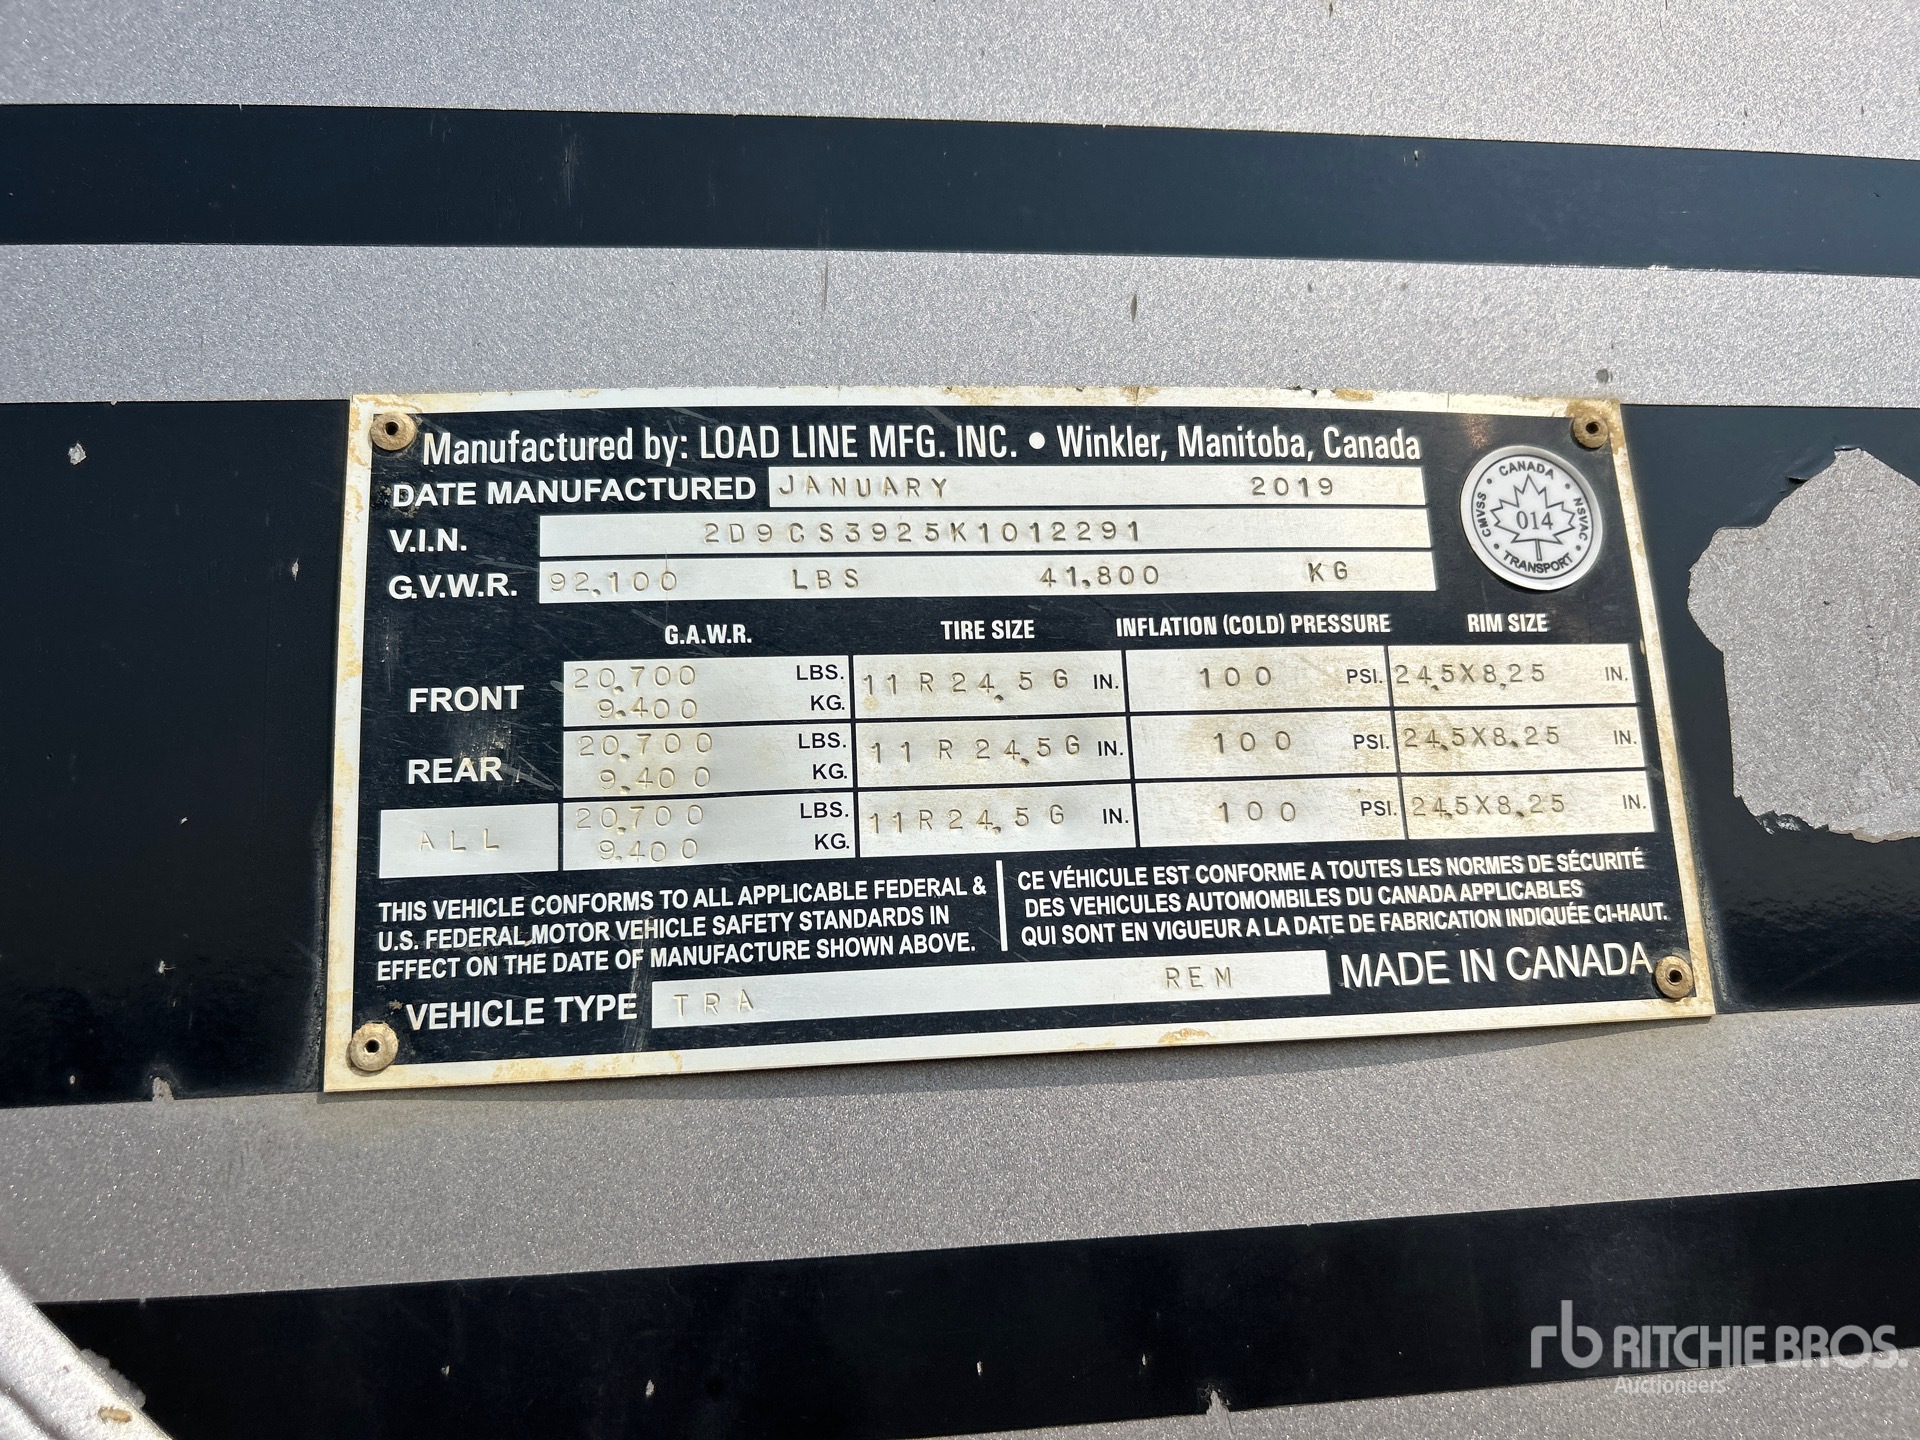 Manufactured by: LOAD LINE MFG. INC. • Winkler, Manitoba, Canada
DATE MANUFACTURED JANUARY 2019
V.I.N. 2D9CS3925K1012291
G.V.W.R. 92,100 LBS 41,800 KG
CANADA
CMVSS 014 NSVAC
TRANSPORT
G.A.W.R. TIRE SIZE INFLATION (COLD) PRESSURE RIM SIZE
FRONT 20,700 LBS. 11R24.5G IN. 100 PSI. 24.5X8.25 IN.
9,400 KG.
REAR 20,700 LBS. 11R24.5G IN. 100 PSI. 24.5X8.25 IN.
9,400 KG.
ALL 20,700 LBS. 11R24.5G IN. 100 PSI. 24.5X8.25 IN.
9,400 KG.
THIS VEHICLE CONFORMS TO ALL APPLICABLE FEDERAL &
U.S. FEDERAL MOTOR VEHICLE SAFETY STANDARDS IN
EFFECT ON THE DATE OF MANUFACTURE SHOWN ABOVE.
CE VÉHICULE EST CONFORME A TOUTES LES NORMES DE SÉCURITÉ
DES VEHICULES AUTOMOMBILES DU CANADA APPLICABLES
QUI SONT EN VIGUEUR A LA DATE DE FABRICATION INDIQUÉE CI-HAUT.
VEHICLE TYPE TRA REM MADE IN CANADA
rb RITCHIE BROS.
Auctioneers